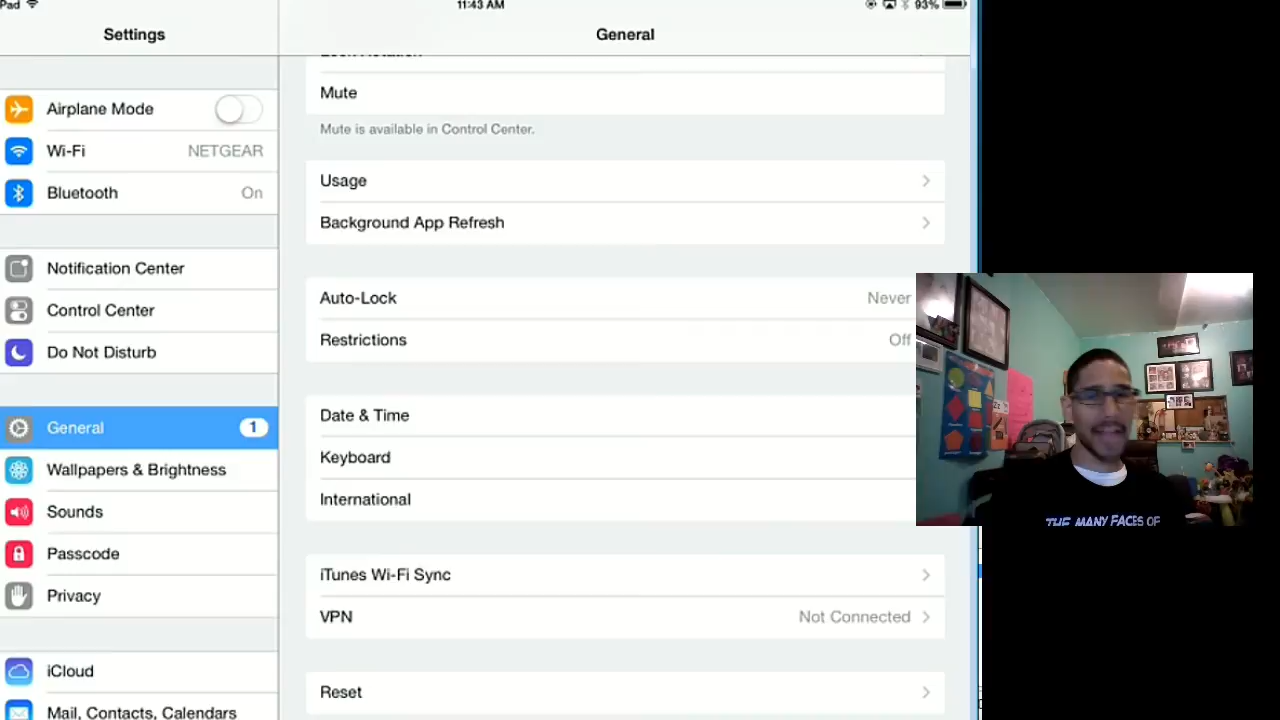 Pad
11:43 AM
93%
Settings
General
Airplane Mode
Wi-Fi NETGEAR
Bluetooth On
Notification Center
Control Center
Do Not Disturb
General 1
Wallpapers & Brightness
Sounds
Passcode
Privacy
iCloud
Mail, Contacts, Calendars
Lock Rotation
Mute
Mute is available in Control Center.
Usage
Background App Refresh
Auto-Lock Never
Restrictions Off
Date & Time
Keyboard
International
iTunes Wi-Fi Sync
VPN Not Connected
Reset
THE MANY FACES OF